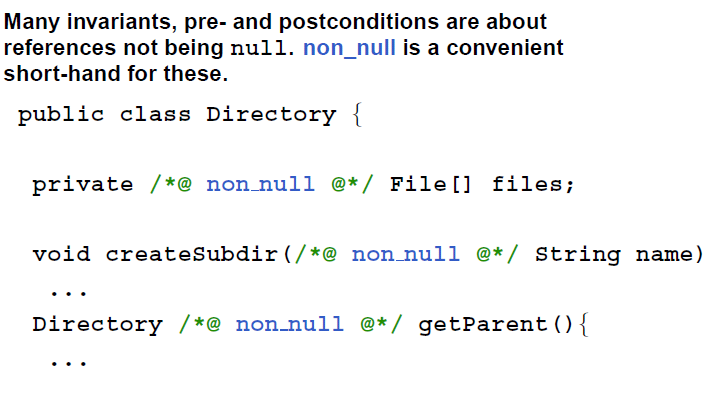 Many invariants, pre- and postconditions are about
references not being null. non_null is a convenient
short-hand for these.
public class Directory {
private /*@ non_null @*/ File[] files;
void createSubdir(/*@ non_null @*/ String name)
...
Directory /*@ non_null @*/ getParent(){
...